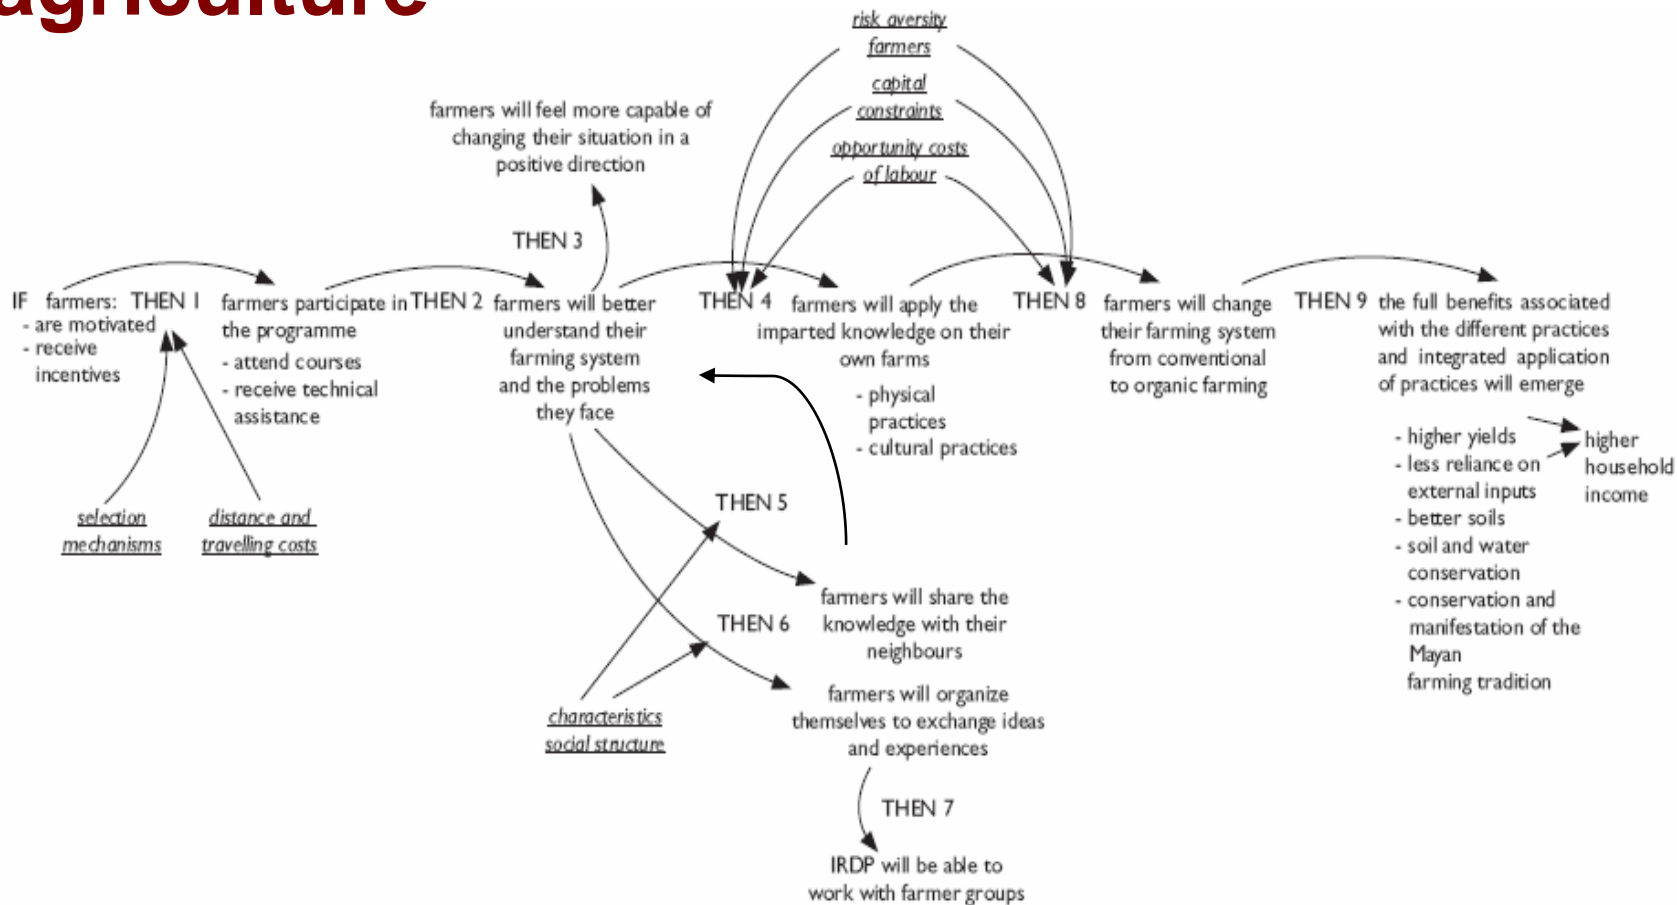 agriculture
risk aversity
farmers
capital
constraints
opportunity costs
of labour
farmers will feel more capable of
changing their situation in a
positive direction
THEN 3
IF farmers:
- are motivated
- receive
incentives
THEN 1
farmers participate in
the programme
- attend courses
- receive technical
assistance
THEN 2
farmers will better
understand their
farming system
and the problems
they face
THEN 4
farmers will apply the
imparted knowledge on their
own farms
- physical
practices
- cultural practices
THEN 8
farmers will change
their farming system
from conventional
to organic farming
THEN 9
the full benefits associated
with the different practices
and integrated application
of practices will emerge
- higher yields
- less reliance on
external inputs
- better soils
- soil and water
conservation
- conservation and
manifestation of the
Mayan
farming tradition
higher
household
income
selection
mechanisms
distance and
travelling costs
THEN 5
farmers will share the
knowledge with their
neighbours
THEN 6
farmers will organize
themselves to exchange ideas
and experiences
characteristics
social structure
THEN 7
IRDP will be able to
work with farmer groups